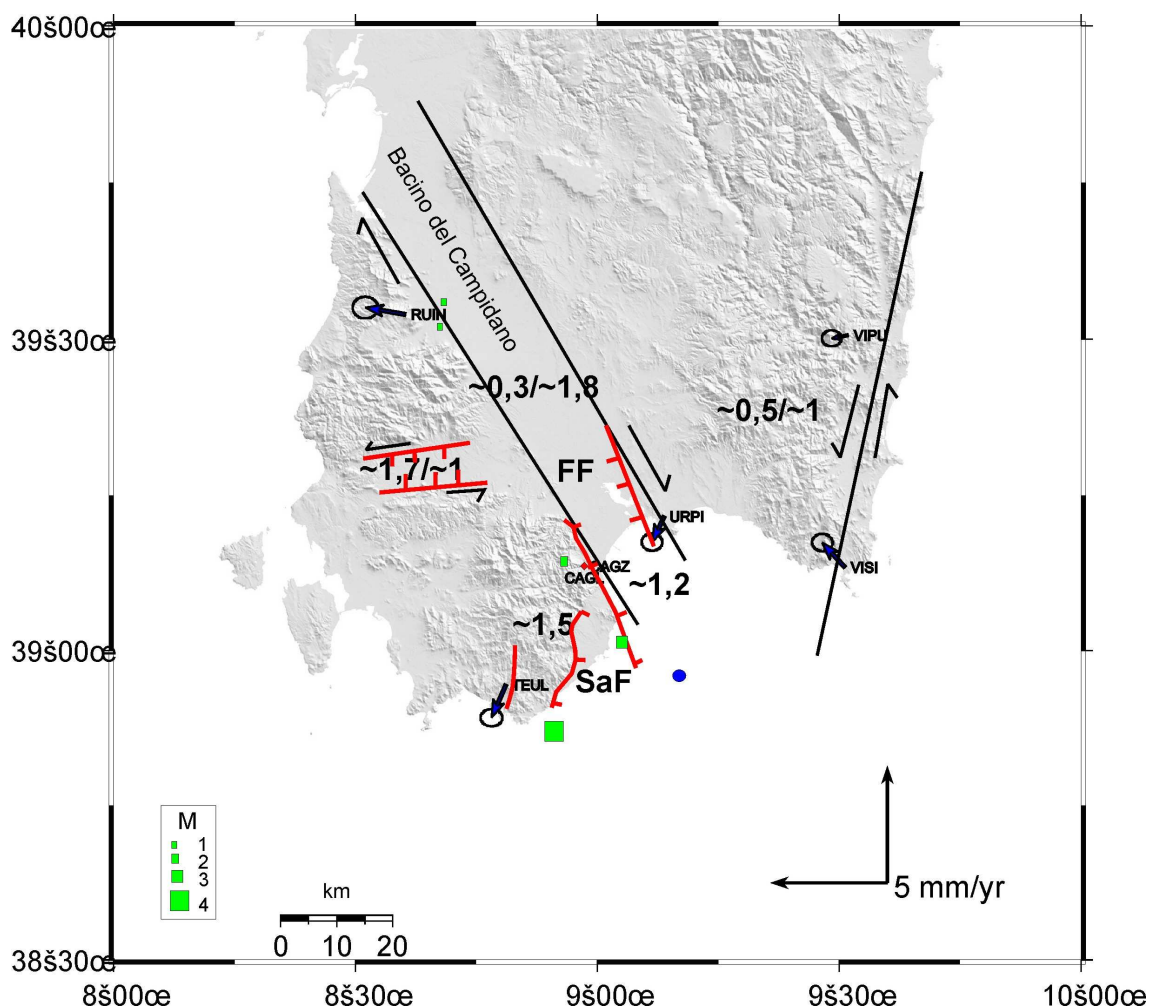 40š00œ
Bacino del Campidano
RUIN
VIPU
39š30œ
~0,3/~1,8
~0,5/~1
FF
~1,7/~1
URPI
CAGL
AGZ
VISI
~1,2
~1,5
39š00œ
SaF
TEUL
M
1
2
3
4
km
0 10 20
5 mm/yr
38š30œ
8š00œ 8š30œ 9š00œ 9š30œ 10š00œ